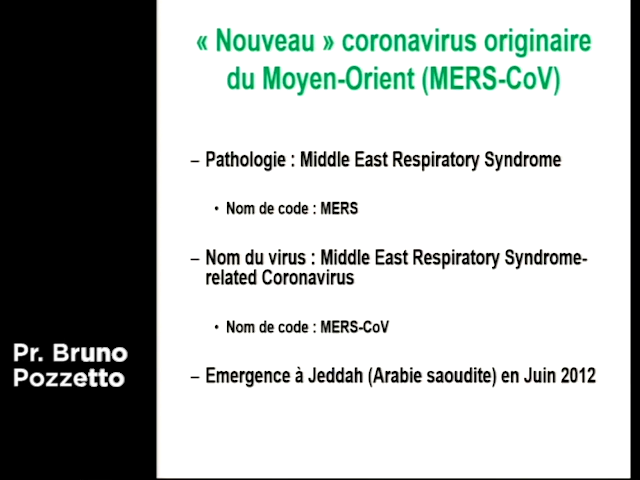 « Nouveau » coronavirus originaire
du Moyen-Orient (MERS-CoV)
– Pathologie : Middle East Respiratory Syndrome
• Nom de code : MERS
– Nom du virus : Middle East Respiratory Syndrome-
related Coronavirus
• Nom de code : MERS-CoV
– Emergence à Jeddah (Arabie saoudite) en Juin 2012
Pr. Bruno
Pozzetto